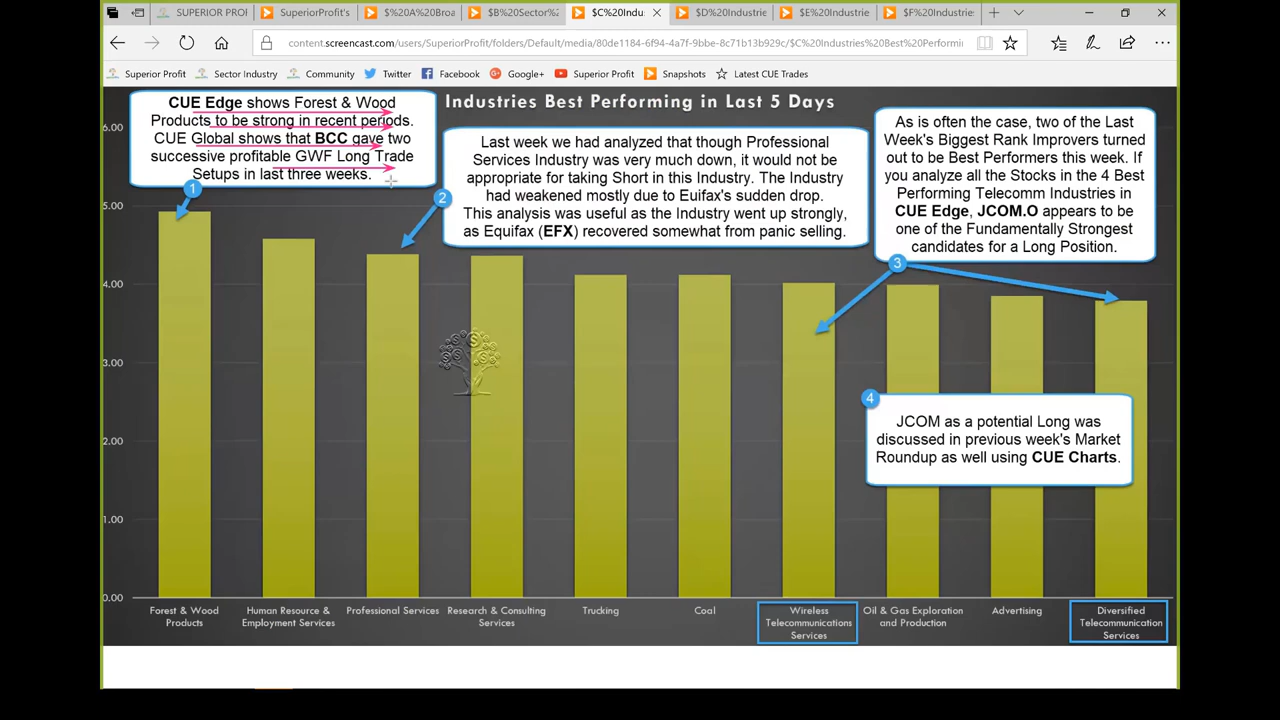 SUPERIOR PROF
SuperiorProfit's
$%20A%20Broa
$B%20Sector%2
$C%20Indu
$D%20Industrie
$E%20Industrie
$F%20Industrie
content.screencast.com/users/SuperiorProfit/folders/Default/media/80de1184-6f94-4a7f-9bbe-8c71b13b929c/$C%20Industries%20Best%20Performi
Superior Profit
Sector Industry
Community
Twitter
Facebook
Google+
Superior Profit
Snapshots
Latest CUE Trades
Industries Best Performing in Last 5 Days
CUE Edge shows Forest & Wood
Products to be strong in recent periods.
CUE Global shows that BCC gave two
successive profitable GWF Long Trade
Setups in last three weeks.
1
Last week we had analyzed that though Professional
Services Industry was very much down, it would not be
appropriate for taking Short in this Industry. The Industry
had weakened mostly due to Euifax's sudden drop.
This analysis was useful as the Industry went up strongly,
as Equifax (EFX) recovered somewhat from panic selling.
2
As is often the case, two of the Last
Week's Biggest Rank Improvers turned
out to be Best Performers this week. If
you analyze all the Stocks in the 4 Best
Performing Telecomm Industries in
CUE Edge, JCOM.O appears to be
one of the Fundamentally Strongest
candidates for a Long Position.
3
4
JCOM as a potential Long was
discussed in previous week's Market
Roundup as well using CUE Charts.
6.00
5.00
4.00
3.00
2.00
1.00
0.00
Forest & Wood
Products
Human Resource &
Employment Services
Professional Services
Research & Consulting
Services
Trucking
Coal
Wireless
Telecommunications
Services
Oil & Gas Exploration
and Production
Advertising
Diversified
Telecommunication
Services